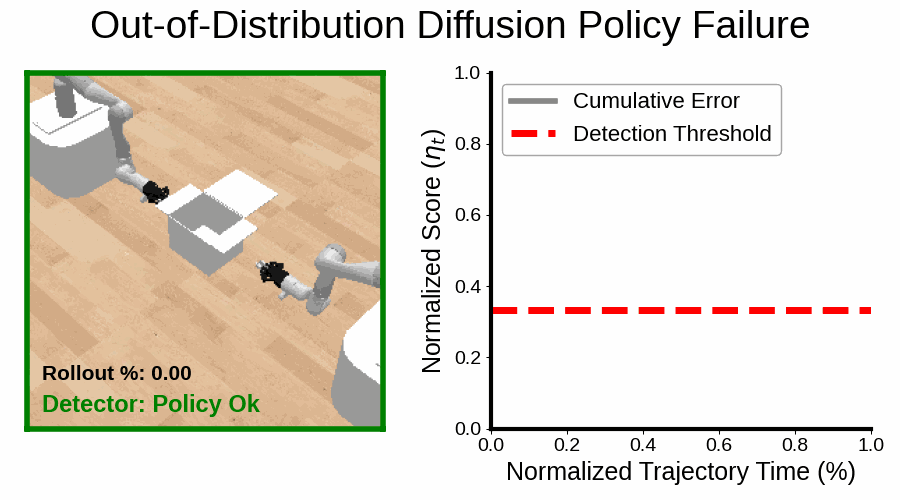 Out-of-Distribution Diffusion Policy Failure
Rollout %: 0.00
Detector: Policy Ok
Normalized Score (ηₜ)
1.0
0.8
0.6
0.4
0.2
0.0
Cumulative Error
Detection Threshold
0.0 0.2 0.4 0.6 0.8 1.0
Normalized Trajectory Time (%)